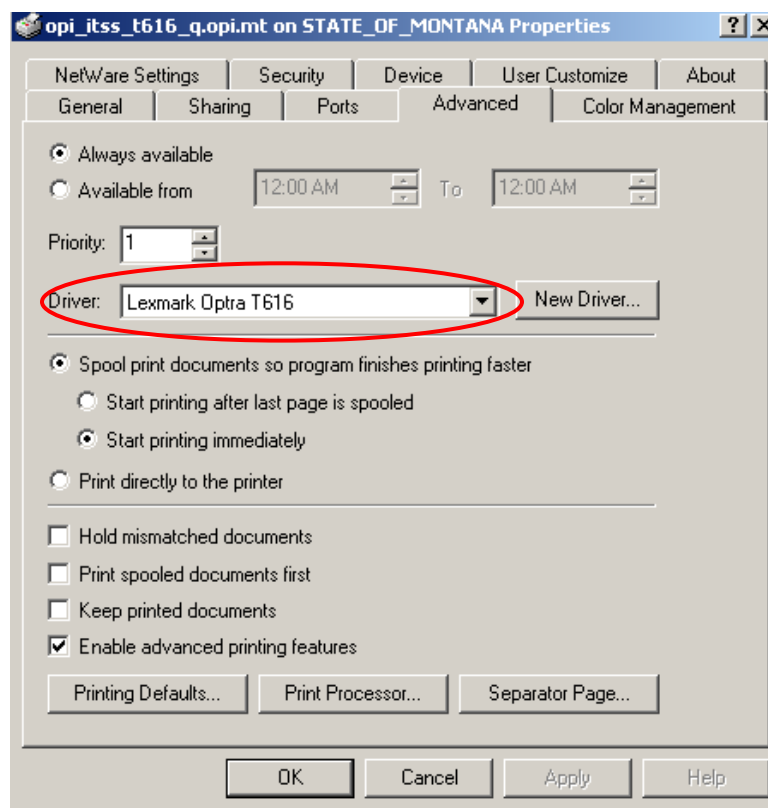 opi_itss_t616_q.opi.mt on STATE_OF_MONTANA Properties
NetWare Settings Security Device User Customize About
General Sharing Ports Advanced Color Management
Always available
Available from 12:00 AM To 12:00 AM
Priority: 1
Driver: Lexmark Optra T616 New Driver...
Spool print documents so program finishes printing faster
Start printing after last page is spooled
Start printing immediately
Print directly to the printer
Hold mismatched documents
Print spooled documents first
Keep printed documents
Enable advanced printing features
Printing Defaults... Print Processor... Separator Page...
OK Cancel Apply Help